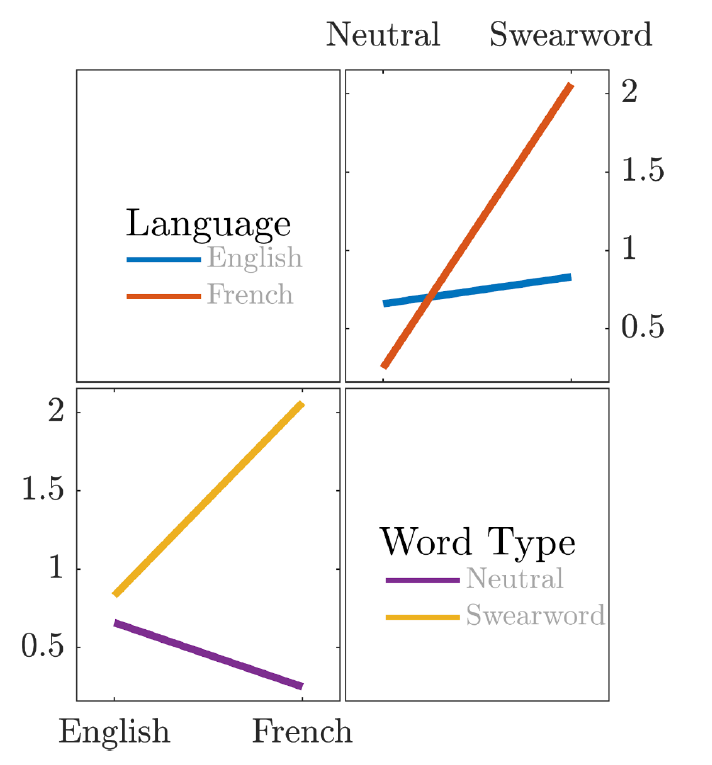 Neutral Swearword
2
1.5
1
0.5
Language
English
French
2
1.5
1
0.5
Word Type
Neutral
Swearword
English French